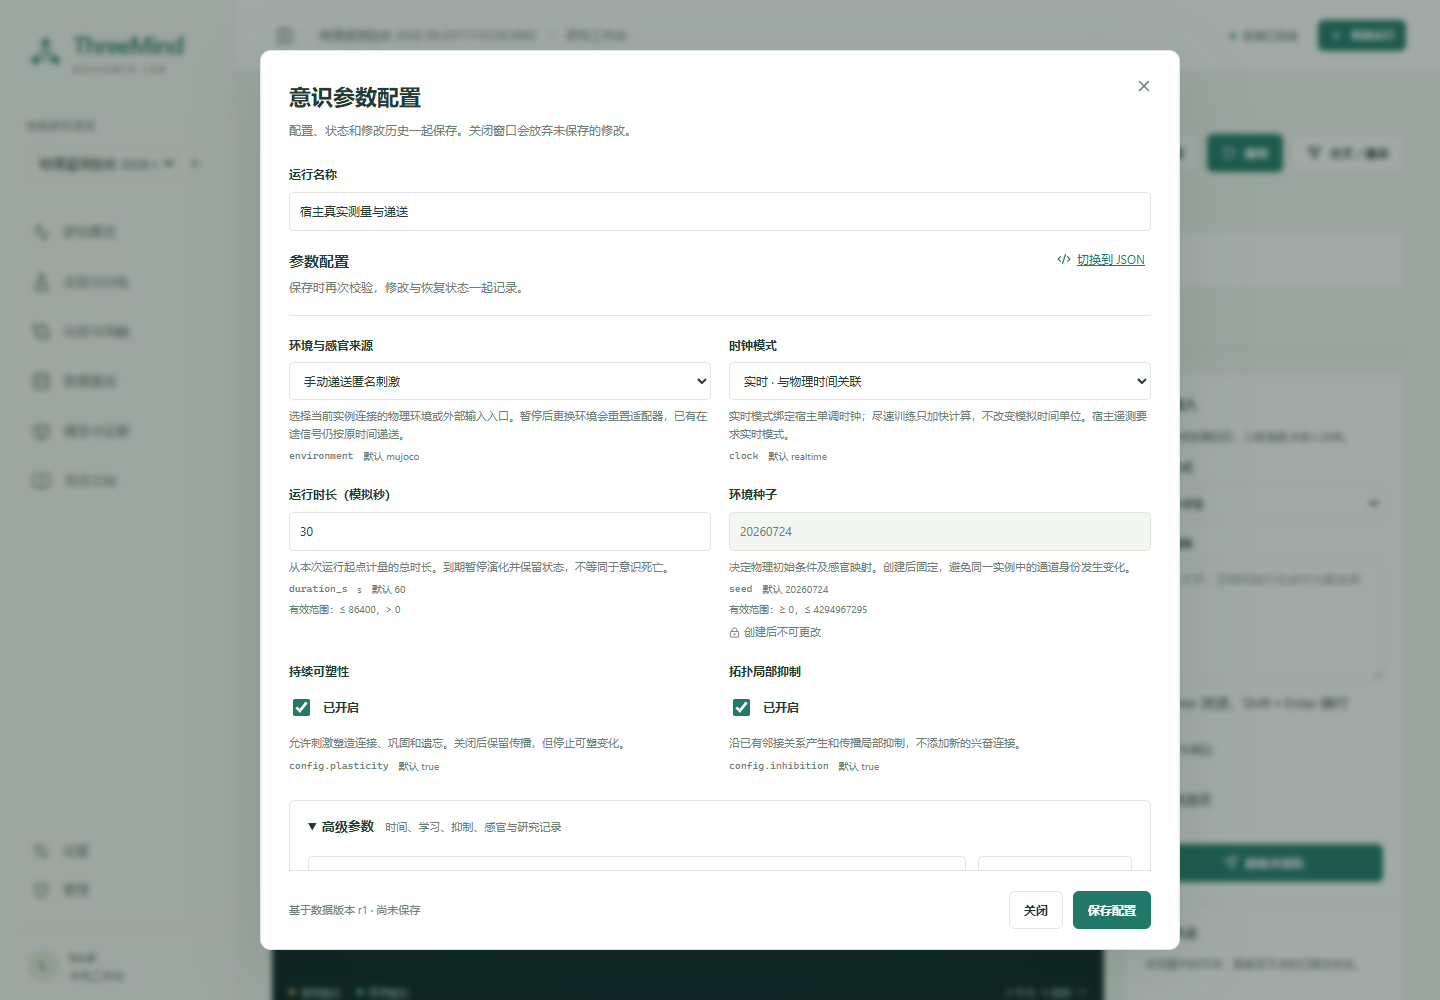 ThreeMind
意识参数配置
配置、状态和修改历史一起保存。关闭窗口会放弃未保存的修改。
运行名称
宿主真实测量与递送
参数配置
切换到 JSON
保存时再次校验，修改与恢复状态一起记录。
环境与感官来源
手动递送匿名刺激
选择当前实例连接的物理环境或外部输入入口。暂停后更换环境会重置适配器，已有在
途信号仍按原时间递送。
environment 默认 mujoco
时钟模式
实时 · 与物理时间关联
实时模式绑定宿主单调时钟；尽速训练只加快计算，不改变模拟时间单位。宿主遥测要
求实时模式。
clock 默认 realtime
运行时长（模拟秒）
30
从本次运行起点计量的总时长。到期暂停演化并保留状态，不等同于意识死亡。
duration_s s 默认 60
有效范围：≤ 86400，> 0
环境种子
20260724
决定物理初始条件及感官映射。创建后固定，避免同一实例中的通道身份发生变化。
seed 默认 20260724
有效范围：≥ 0，≤ 4294967295
创建后不可更改
持续可塑性
已开启
允许刺激塑造连接、巩固和遗忘。关闭后保留传播，但停止可塑变化。
config.plasticity 默认 true
拓扑局部抑制
已开启
沿已有邻接关系产生和传播局部抑制，不添加新的兴奋连接。
config.inhibition 默认 true
高级参数 时间、学习、抑制、感官与研究记录
基于数据版本 r1 · 尚未保存
关闭
保存配置